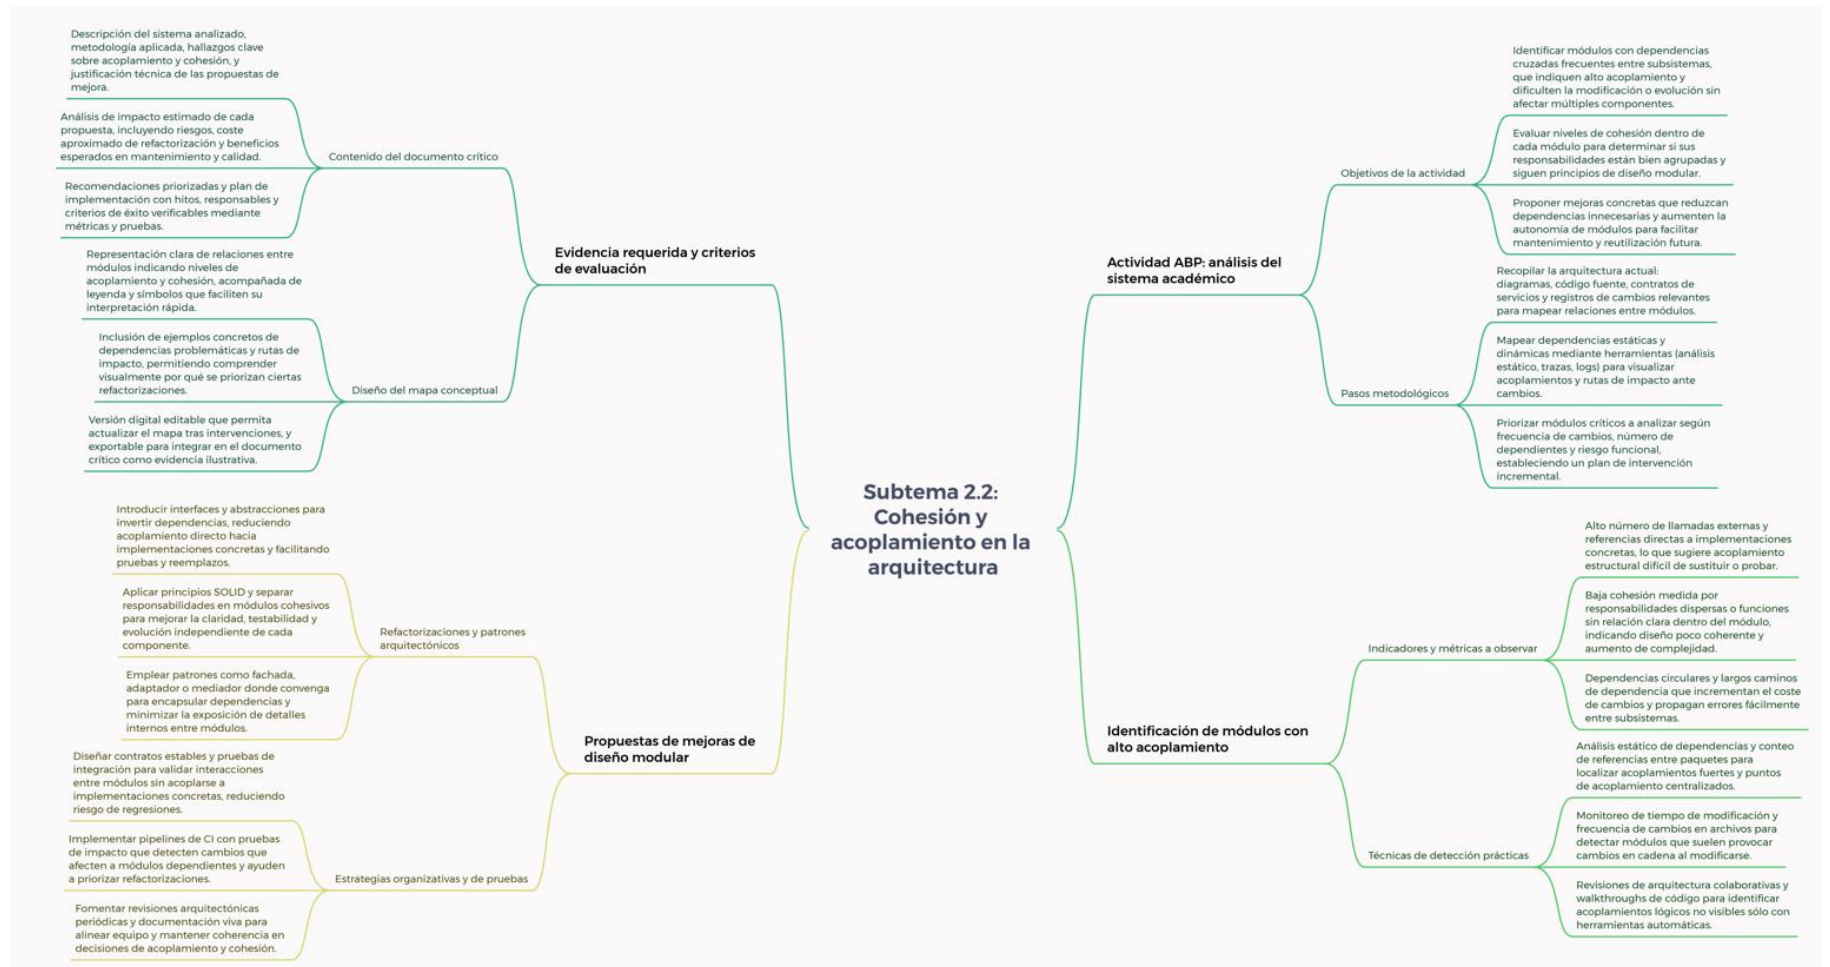 Subtema 2.2:
Cohesión y
acoplamiento en la
arquitectura
Actividad ABP: análisis del
sistema académico
Objetivos de la actividad
Identificar módulos con dependencias
cruzadas frecuentes entre subsistemas,
que indiquen alto acoplamiento y
dificulten la modificación o evolución sin
afectar múltiples componentes.
Evaluar niveles de cohesión dentro de
cada módulo para determinar si sus
responsabilidades están bien agrupadas y
siguen principios de diseño modular.
Proponer mejoras concretas que reduzcan
dependencias innecesarias y aumenten la
autonomía de módulos para facilitar
mantenimiento y reutilización futura.
Pasos metodológicos
Recopilar la arquitectura actual:
diagramas, código fuente, contratos de
servicios y registros de cambios relevantes
para mapear relaciones entre módulos.
Mapear dependencias estáticas y
dinámicas mediante herramientas (análisis
estático, trazas, logs) para visualizar
acoplamientos y rutas de impacto ante
cambios.
Priorizar módulos críticos a analizar según
frecuencia de cambios, número de
dependientes y riesgo funcional,
estableciendo un plan de intervención
incremental.
Identificación de módulos con
alto acoplamiento
Indicadores y métricas a observar
Alto número de llamadas externas y
referencias directas a implementaciones
concretas, lo que sugiere acoplamiento
estructural difícil de sustituir o probar.
Baja cohesión medida por
responsabilidades dispersas o funciones
sin relación clara dentro del módulo,
indicando diseño poco coherente y
aumento de complejidad.
Dependencias circulares y largos caminos
de dependencia que incrementan el coste
de cambios y propagan errores fácilmente
entre subsistemas.
Técnicas de detección prácticas
Análisis estático de dependencias y conteo
de referencias entre paquetes para
localizar acoplamientos fuertes y puntos
de acoplamiento centralizados.
Monitoreo de tiempo de modificación y
frecuencia de cambios en archivos para
detectar módulos que suelen provocar
cambios en cadena al modificarse.
Revisiones de arquitectura colaborativas y
walkthroughs de código para identificar
acoplamientos lógicos no visibles sólo con
herramientas automáticas.
Evidencia requerida y criterios
de evaluación
Contenido del documento crítico
Descripción del sistema analizado,
metodología aplicada, hallazgos clave
sobre acoplamiento y cohesión, y
justificación técnica de las propuestas de
mejora.
Análisis de impacto estimado de cada
propuesta, incluyendo riesgos, coste
aproximado de refactorización y beneficios
esperados en mantenimiento y calidad.
Recomendaciones priorizadas y plan de
implementación con hitos, responsables y
criterios de éxito verificables mediante
métricas y pruebas.
Diseño del mapa conceptual
Representación clara de relaciones entre
módulos indicando niveles de
acoplamiento y cohesión, acompañada de
leyenda y símbolos que faciliten su
interpretación rápida.
Inclusión de ejemplos concretos de
dependencias problemáticas y rutas de
impacto, permitiendo comprender
visualmente por qué se priorizan ciertas
refactorizaciones.
Versión digital editable que permita
actualizar el mapa tras intervenciones, y
exportable para integrar en el documento
crítico como evidencia ilustrativa.
Propuestas de mejoras de
diseño modular
Refactorizaciones y patrones
arquitectónicos
Introducir interfaces y abstracciones para
invertir dependencias, reduciendo
acoplamiento directo hacia
implementaciones concretas y facilitando
pruebas y reemplazos.
Aplicar principios SOLID y separar
responsabilidades en módulos cohesivos
para mejorar la claridad, testabilidad y
evolución independiente de cada
componente.
Emplear patrones como fachada,
adaptador o mediador donde convenga
para encapsular dependencias y
minimizar la exposición de detalles
internos entre módulos.
Estrategias organizativas y de pruebas
Diseñar contratos estables y pruebas de
integración para validar interacciones
entre módulos sin acoplarse a
implementaciones concretas, reduciendo
riesgo de regresiones.
Implementar pipelines de CI con pruebas
de impacto que detecten cambios que
afecten a módulos dependientes y ayuden
a priorizar refactorizaciones.
Fomentar revisiones arquitectónicas
periódicas y documentación viva para
alinear equipo y mantener coherencia en
decisiones de acoplamiento y cohesión.